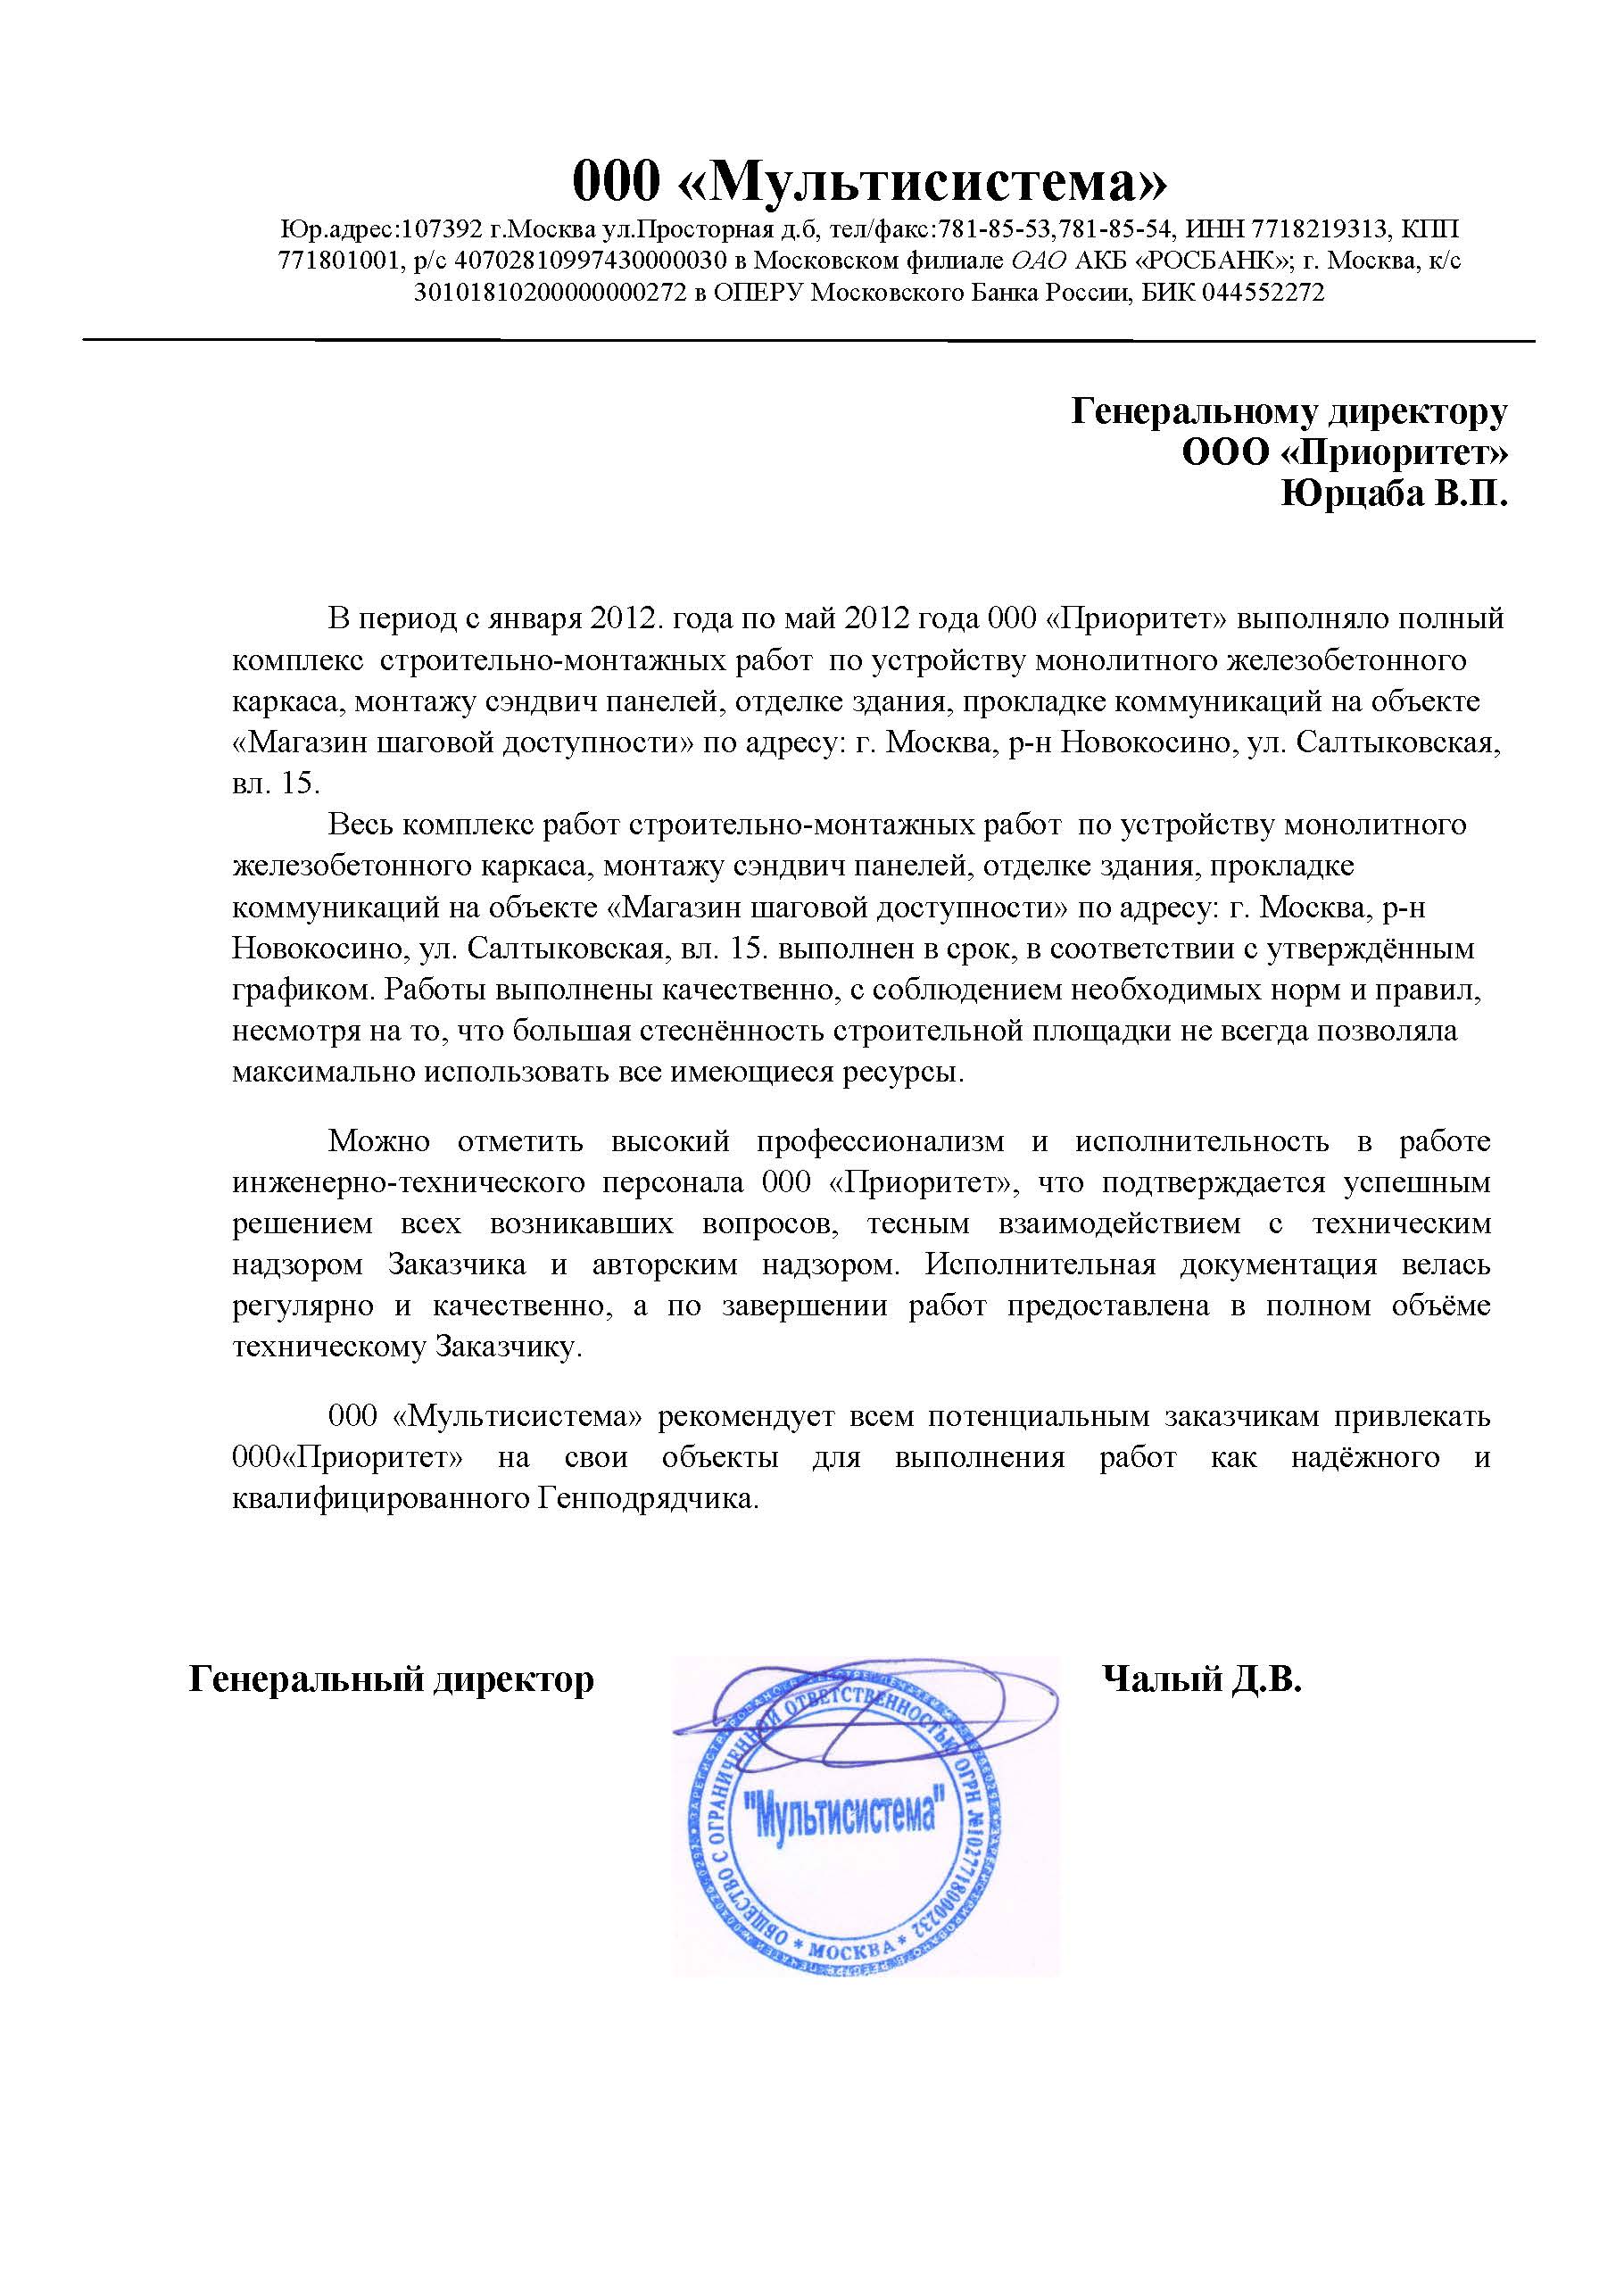 000 «Мультисистема»
Юр.адрес:107392 г.Москва ул.Просторная д.б, тел/факс:781-85-53,781-85-54, ИНН 7718219313, КПП
771801001, р/с 40702810997430000030 в Московском филиале ОАО АКБ «РОСБАНК»; г. Москва, к/с
30101810200000000272 в ОПЕРУ Московского Банка России, БИК 044552272
Генеральному директору
ООО «Приоритет»
Юрцаба В.П.
В период с января 2012. года по май 2012 года 000 «Приоритет» выполняло полный
комплекс строительно-монтажных работ по устройству монолитного железобетонного
каркаса, монтажу сэндвич панелей, отделке здания, прокладке коммуникаций на объекте
«Магазин шаговой доступности» по адресу: г. Москва, р-н Новокосино, ул. Салтыковская,
вл. 15.
Весь комплекс работ строительно-монтажных работ по устройству монолитного
железобетонного каркаса, монтажу сэндвич панелей, отделке здания, прокладке
коммуникаций на объекте «Магазин шаговой доступности» по адресу: г. Москва, р-н
Новокосино, ул. Салтыковская, вл. 15. выполнен в срок, в соответствии с утверждённым
графиком. Работы выполнены качественно, с соблюдением необходимых норм и правил,
несмотря на то, что большая стеснённость строительной площадки не всегда позволяла
максимально использовать все имеющиеся ресурсы.
Можно отметить высокий профессионализм и исполнительность в работе
инженерно-технического персонала 000 «Приоритет», что подтверждается успешным
решением всех возникавших вопросов, тесным взаимодействием с техническим
надзором Заказчика и авторским надзором. Исполнительная документация велась
регулярно и качественно, а по завершении работ предоставлена в полном объёме
техническому Заказчику.
000 «Мультисистема» рекомендует всем потенциальным заказчикам привлекать
000«Приоритет» на свои объекты для выполнения работ как надёжного и
квалифицированного Генподрядчика.
Генеральный директор
Чалый Д.В.
ОБЩЕСТВО С ОГРАНИЧЕННОЙ ОТВЕТСТВЕННОСТЬЮ ОГРН №1027718000232
* МОСКВА *
"Мультисистема"